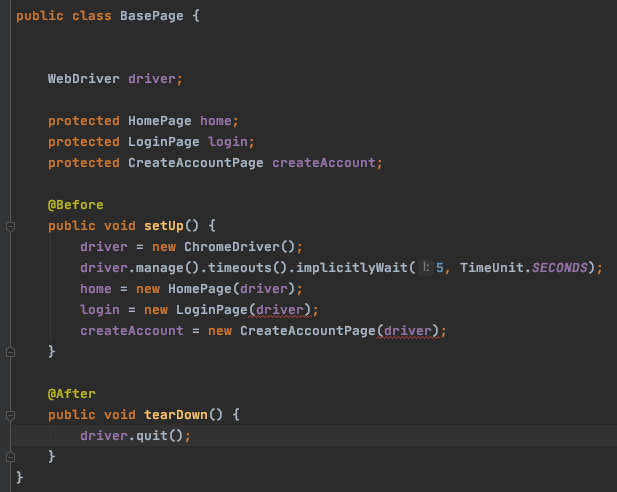 public class BasePage {
WebDriver driver;
protected HomePage home;
protected LoginPage login;
protected CreateAccountPage createAccount;
@Before
public void setUp() {
driver = new ChromeDriver();
driver.manage().timeouts().implicitlyWait( l: 5, TimeUnit.SECONDS);
home = new HomePage(driver);
login = new LoginPage(driver);
createAccount = new CreateAccountPage(driver);
}
@After
public void tearDown() {
driver.quit();
}
}